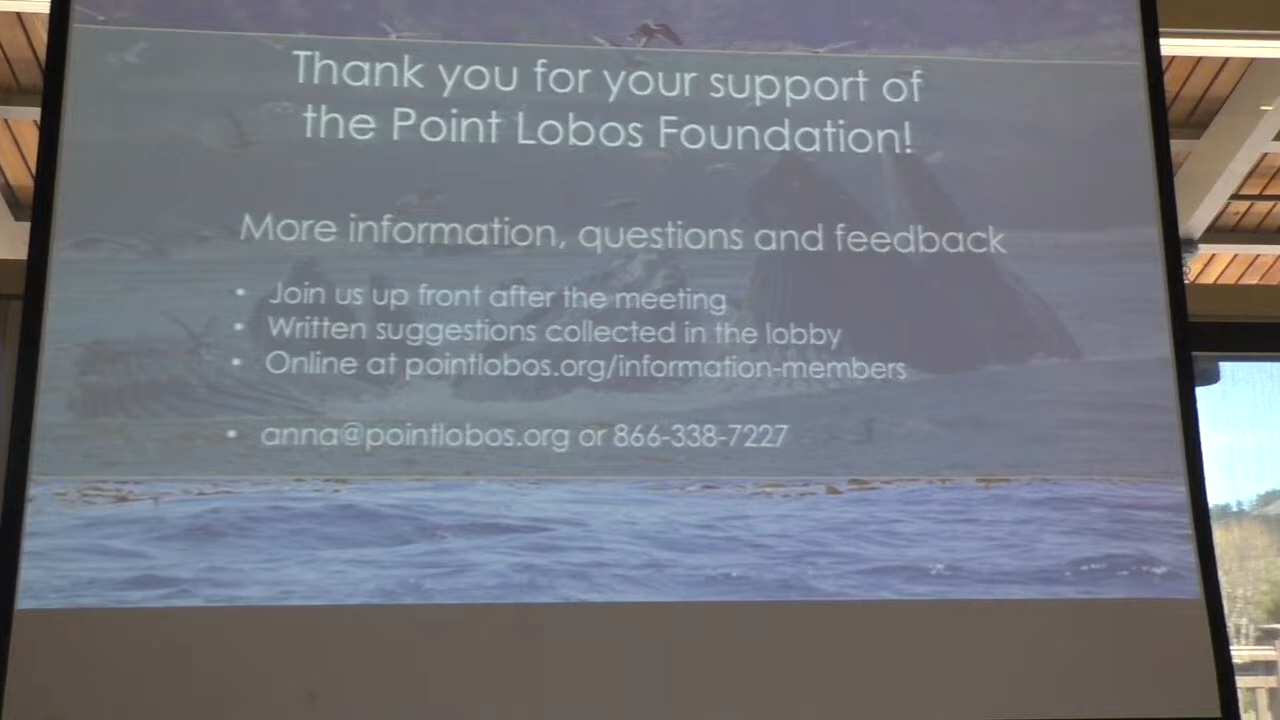 Thank you for your support of
the Point Lobos Foundation!
More information, questions and feedback
• Join us up front after the meeting
• Written suggestions collected in the lobby
• Online at pointlobos.org/information-members
• anna@pointlobos.org or 866-338-7227